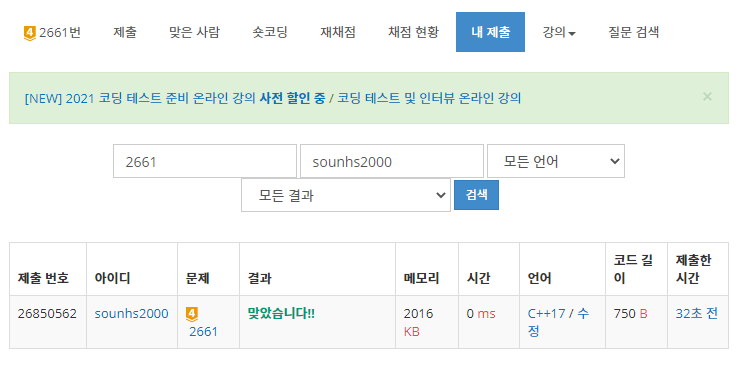 4 2661번 제출 맞은 사람 숏코딩 재채점 채점 현황 내 제출 강의 질문 검색
[NEW] 2021 코딩 테스트 준비 온라인 강의 사전 할인 중 / 코딩 테스트 및 인터뷰 온라인 강의 ×
2661 sounhs2000 모든 언어
모든 결과 검색
제출 번호 아이디 문제 결과 메모리 시간 언어 코드 길
이 제출한
시간
26850562 sounhs2000 4
2661 맞았습니다!! 2016
KB 0 ms C++17 / 수
정 750 B 32초 전